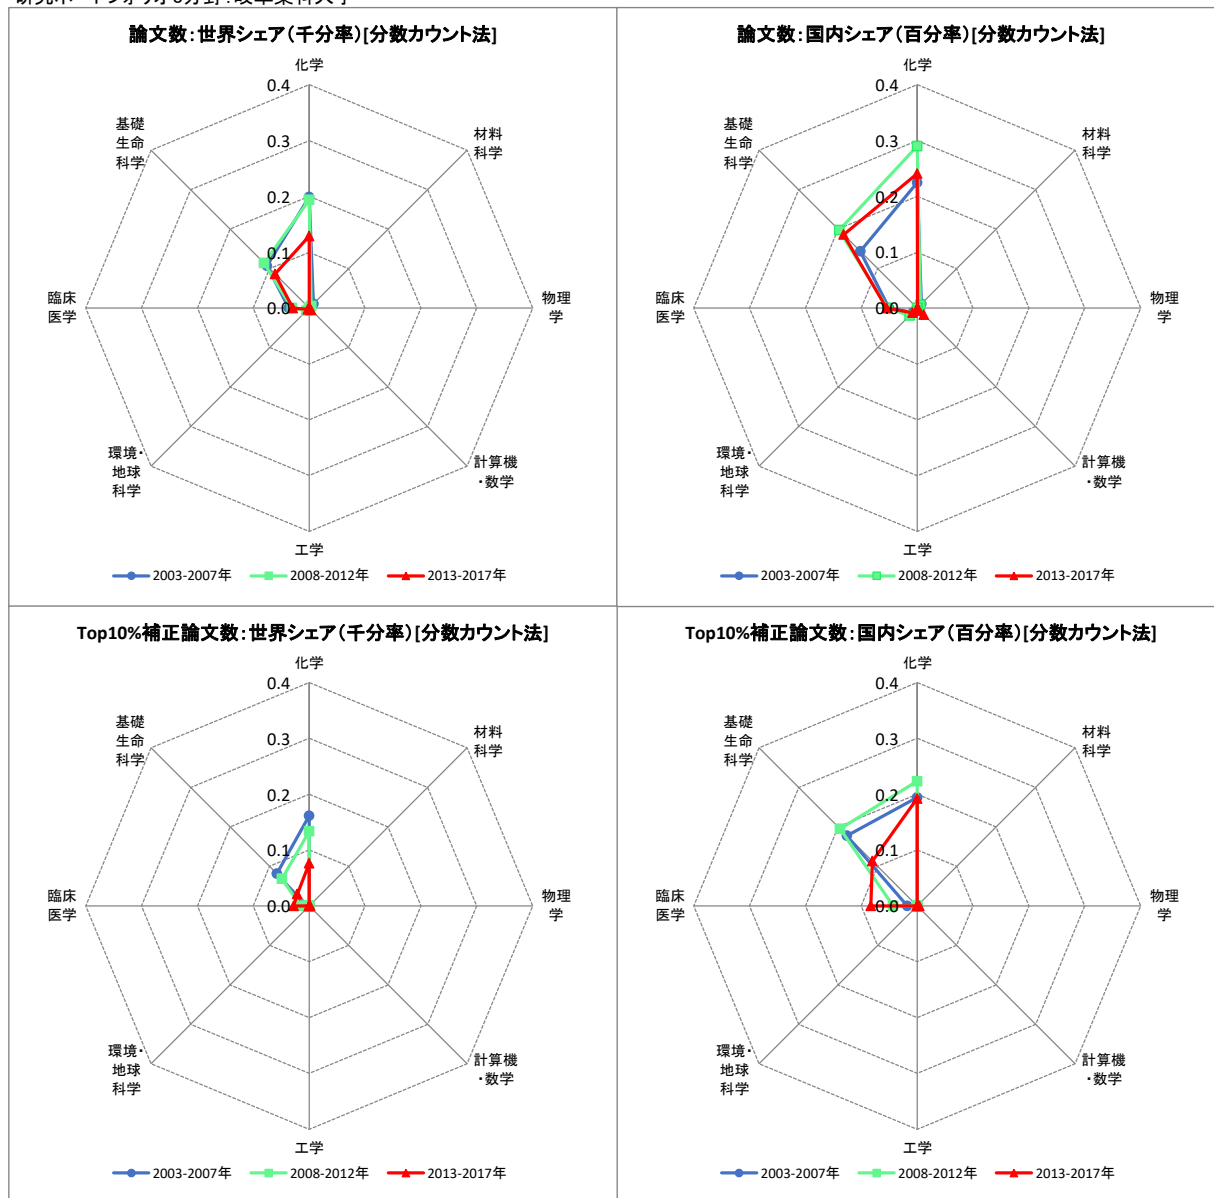 論文数:世界シェア(千分率)[分数カウント法]
化学
0.4
0.3
0.2
0.1
0.0
材料
科学
物理
学
計算機
・数学
工学
環境・
地球
科学
臨床
医学
基礎
生命
科学
2003-2007年 2008-2012年 2013-2017年
論文数:国内シェア(百分率)[分数カウント法]
化学
0.4
0.3
0.2
0.1
0.0
材料
科学
物理
学
計算機
・数学
工学
環境・
地球
科学
臨床
医学
基礎
生命
科学
2003-2007年 2008-2012年 2013-2017年
Top10%補正論文数:世界シェア(千分率)[分数カウント法]
化学
0.4
0.3
0.2
0.1
0.0
材料
科学
物理
学
計算機
・数学
工学
環境・
地球
科学
臨床
医学
基礎
生命
科学
2003-2007年 2008-2012年 2013-2017年
Top10%補正論文数:国内シェア(百分率)[分数カウント法]
化学
0.4
0.3
0.2
0.1
0.0
材料
科学
物理
学
計算機
・数学
工学
環境・
地球
科学
臨床
医学
基礎
生命
科学
2003-2007年 2008-2012年 2013-2017年